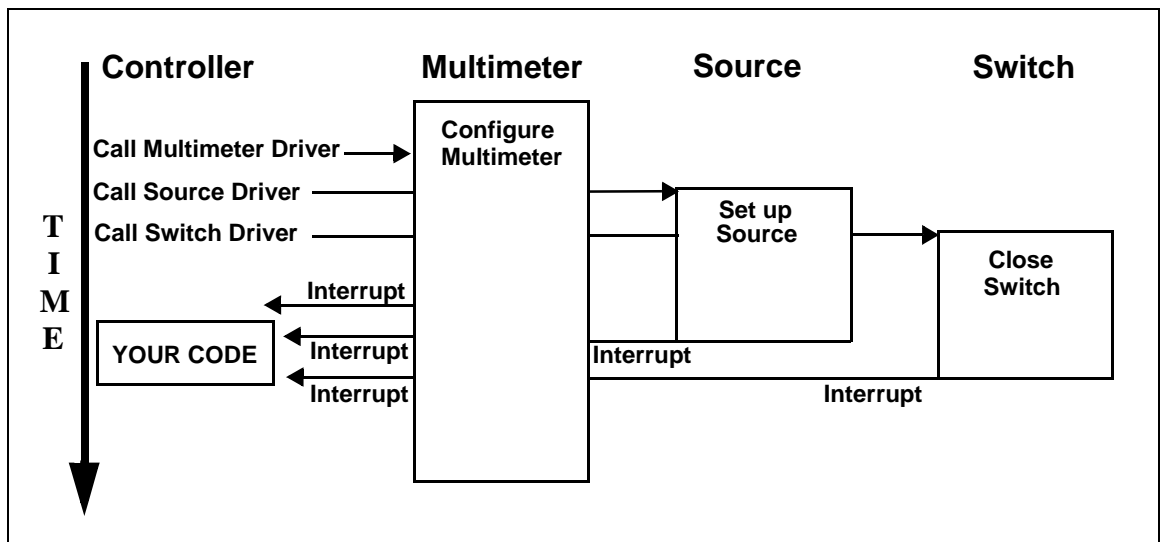 Controller
Multimeter
Source
Switch
Configure
Multimeter
Call Multimeter Driver
Call Source Driver
Call Switch Driver
Set up
Source
Close
Switch
T
I
M
E
Interrupt
YOUR CODE
Interrupt
Interrupt
Interrupt
Interrupt